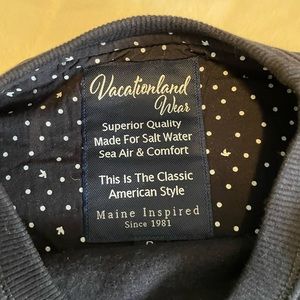 Vacationland
Wear
Superior Quality
Made For Salt Water
Sea Air & Comfort
This Is The Classic
American Style
Maine Inspired
Since 1981